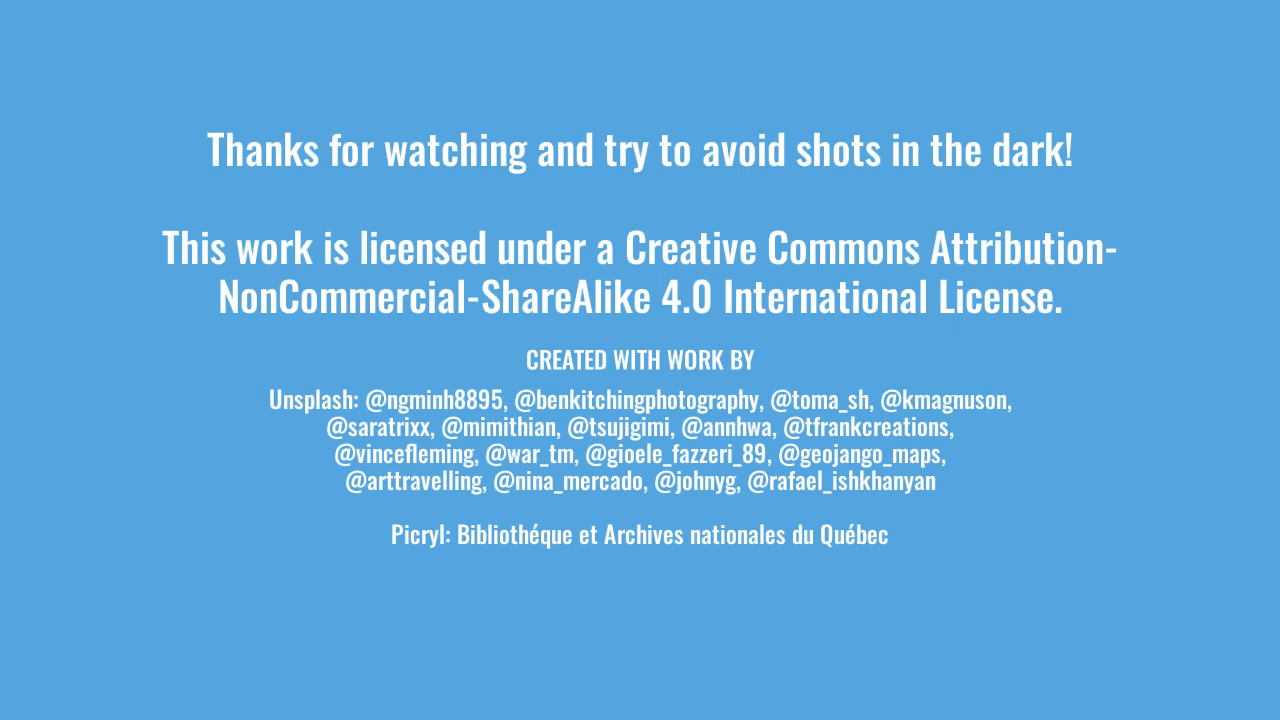 Thanks for watching and try to avoid shots in the dark!
This work is licensed under a Creative Commons Attribution-
NonCommercial-ShareAlike 4.0 International License.
CREATED WITH WORK BY
Unsplash: @ngminh8895, @benkitchingphotography, @toma_sh, @kmagnuson,
@saratrixx, @mimithian, @tsujigimi, @annhwa, @tfrankcreations,
@vincefleming, @war_tm, @gioele_fazzeri_89, @geojango_maps,
@arttravelling, @nina_mercado, @johnyg, @rafael_ishkhanyan
Picryl: Bibliothéque et Archives nationales du Québec